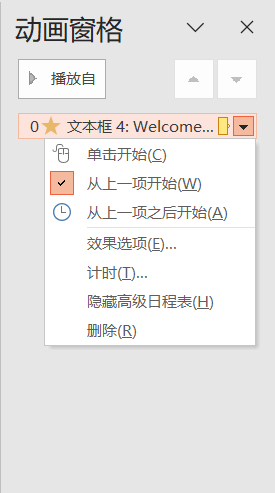 动画窗格
播放自
0 文本框 4: Welcome...
单击开始(C)
从上一项开始(W)
从上一项之后开始(A)
效果选项(E)...
计时(T)...
隐藏高级日程表(H)
删除(R)